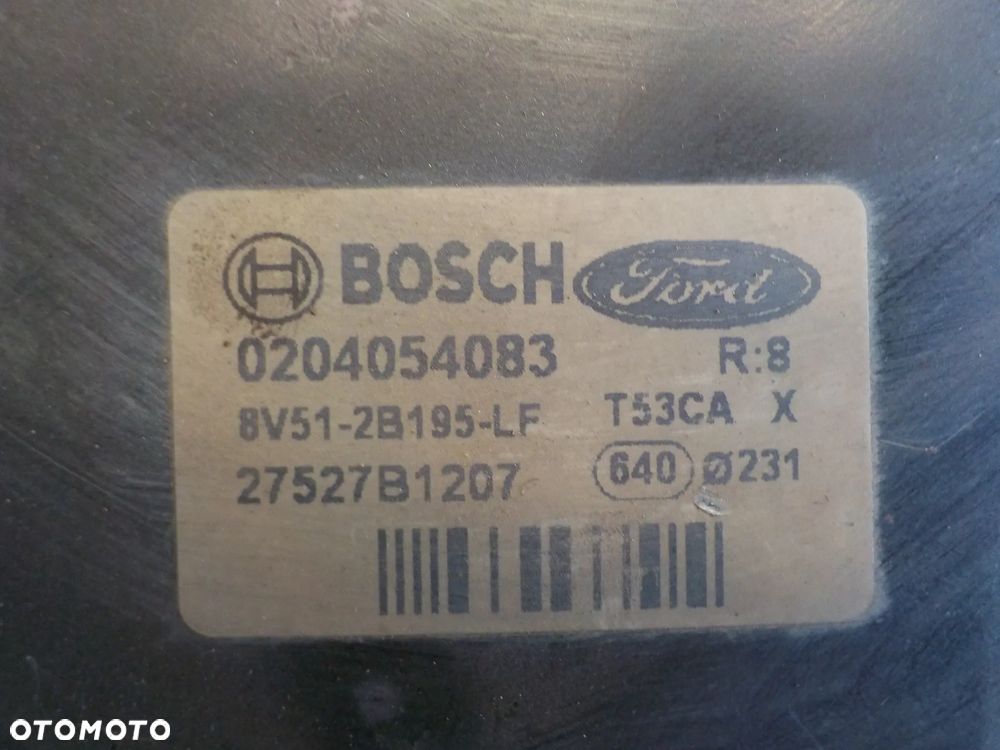 BOSCH Ford
0204054083 R:8
8V51-2B195-LF T53CA X
27527B1207 640 Ø231
OTOMOTO